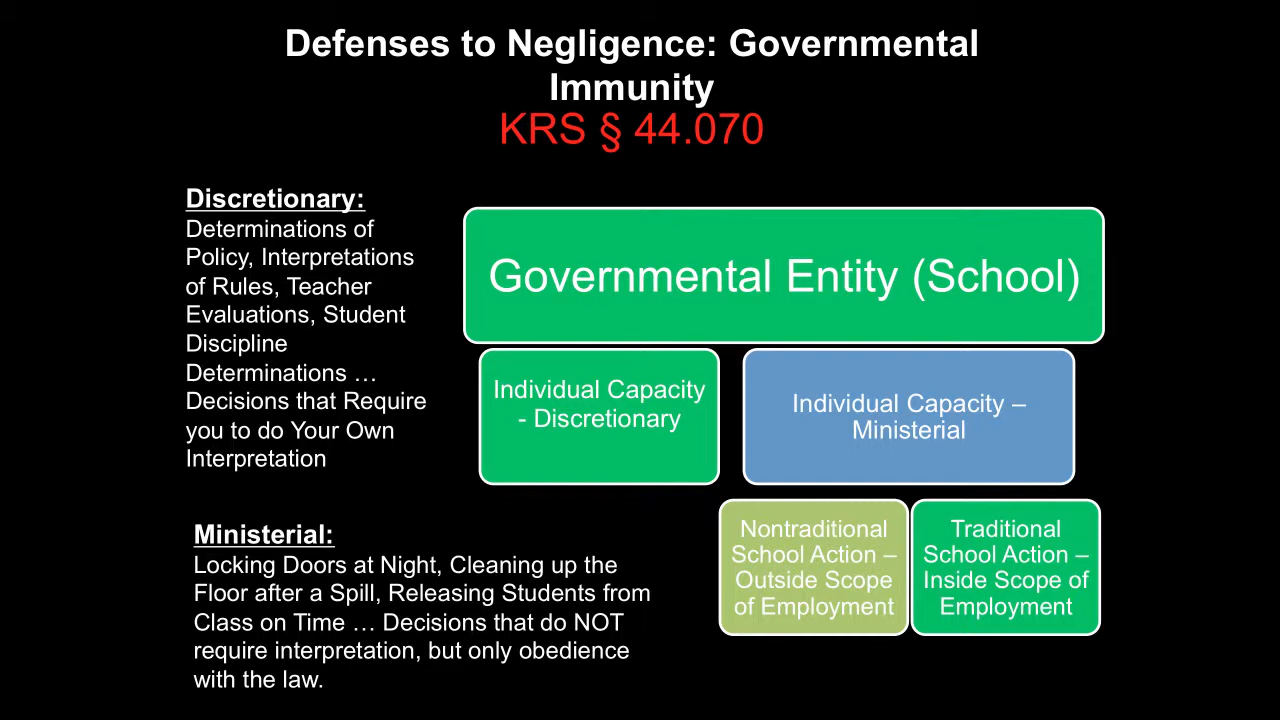 Defenses to Negligence: Governmental
Immunity
KRS § 44.070
Discretionary:
Determinations of
Policy, Interpretations
of Rules, Teacher
Evaluations, Student
Discipline
Determinations …
Decisions that Require
you to do Your Own
Interpretation
Ministerial:
Locking Doors at Night, Cleaning up the
Floor after a Spill, Releasing Students from
Class on Time … Decisions that do NOT
require interpretation, but only obedience
with the law.
Governmental Entity (School)
Individual Capacity
- Discretionary
Individual Capacity –
Ministerial
Nontraditional
School Action –
Outside Scope
of Employment
Traditional
School Action –
Inside Scope of
Employment